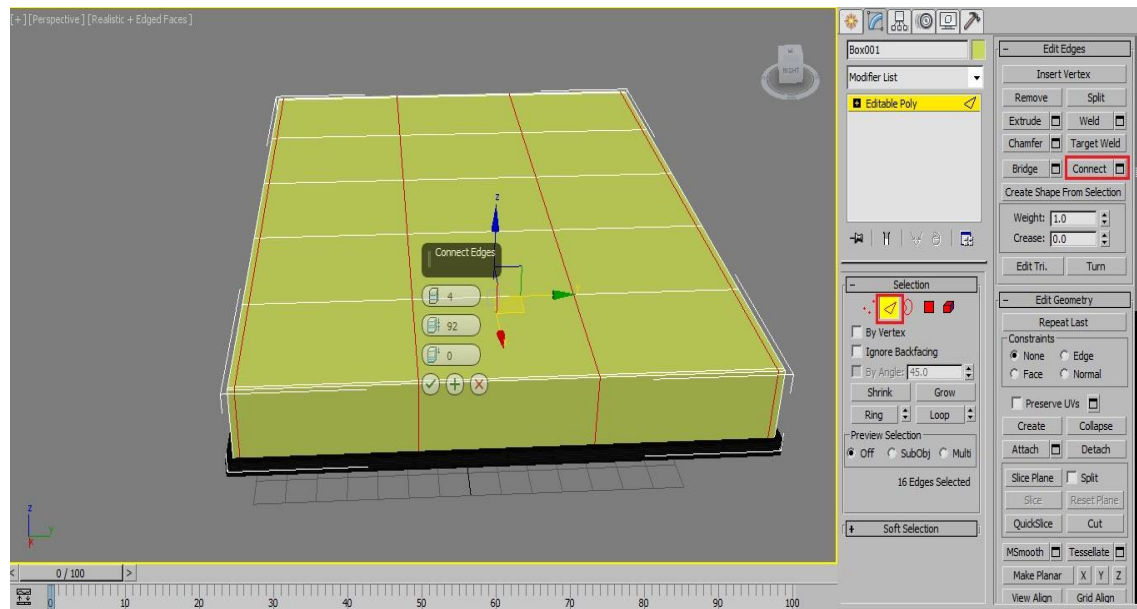 [+][Perspective][Realistic + Edged Faces]
RIGHT
z
y
Connect Edges
4
92
0
z
y
x
0 / 100
0
10
20
30
40
50
60
70
80
90
100
Box001
Modifier List
Editable Poly
Selection
By Vertex
Ignore Backfacing
By Angle: 45.0
Shrink Grow
Ring Loop
Preview Selection
Off SubObj Multi
16 Edges Selected
+ Soft Selection
- Edit Edges
Insert Vertex
Remove Split
Extrude Weld
Chamfer Target Weld
Bridge Connect
Create Shape From Selection
Weight: 1.0
Crease: 0.0
Edit Tri. Turn
- Edit Geometry
Repeat Last
Constraints
None Edge
Face Normal
Preserve UVs
Create Collapse
Attach Detach
Slice Plane Split
Slice Reset Plane
QuickSlice Cut
MSmooth Tessellate
Make Planar X Y Z
View Align Grid Align